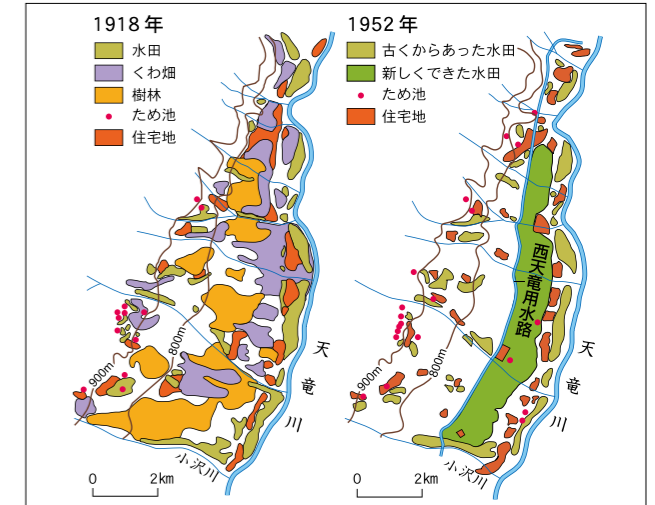 1918年
水田
くわ畑
樹林
ため池
住宅地
900m
800m
天竜川
小沢川
0 2km
1952年
古くからあった水田
新しくできた水田
ため池
住宅地
西天竜用水路
900m
800m
天竜川
小沢川
0 2km